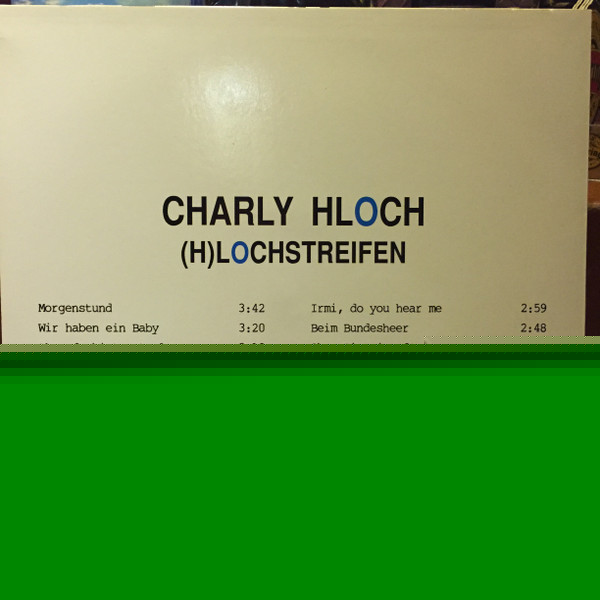 CHARLY HLOCH
(H)LOCHSTREIFEN
Morgenstund 3:42
Wir haben ein Baby 3:20
Irmi, do you hear me 2:59
Beim Bundesheer 2:48